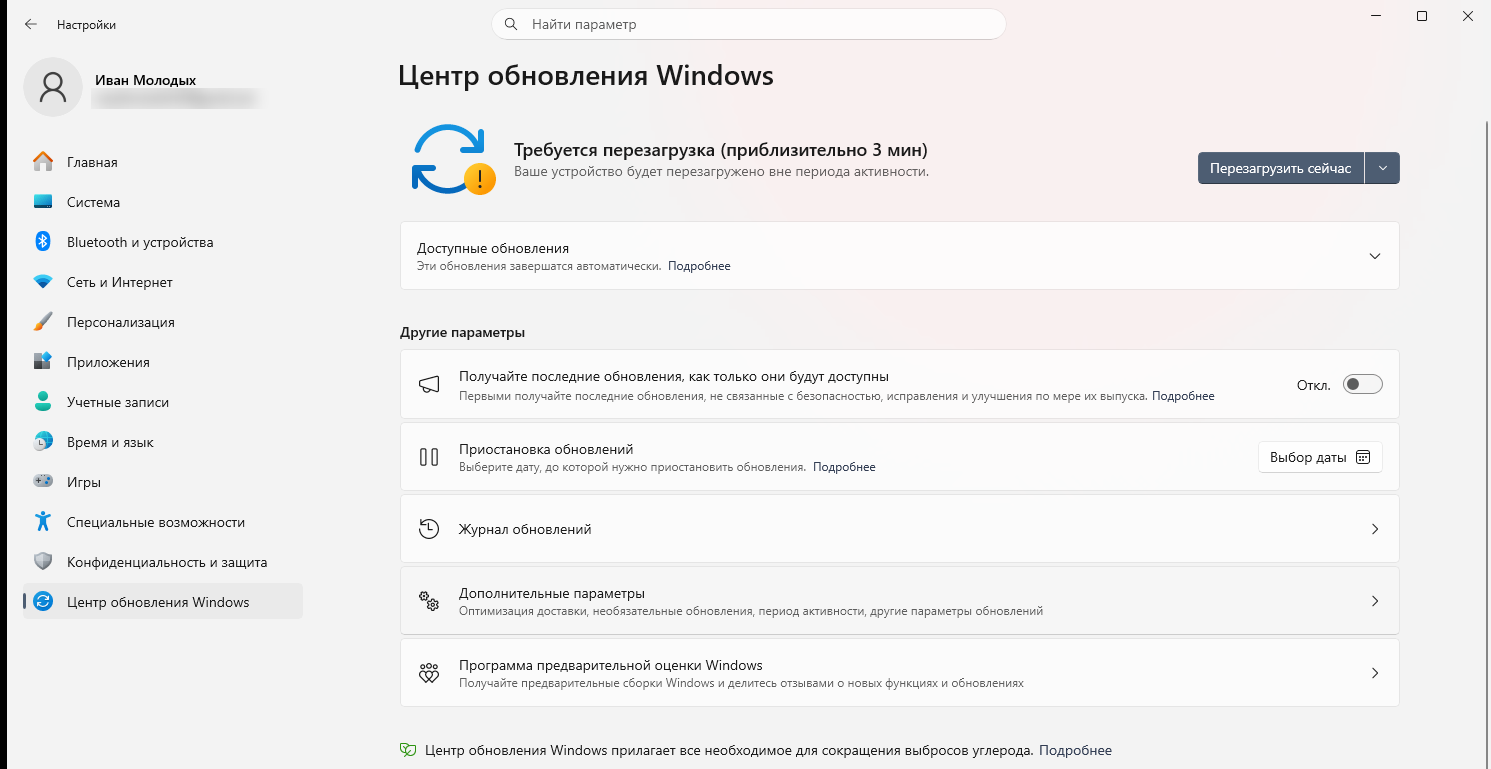 Настройки
Найти параметр
Иван Молодых
Главная
Система
Bluetooth и устройства
Сеть и Интернет
Персонализация
Приложения
Учетные записи
Время и язык
Игры
Специальные возможности
Конфиденциальность и защита
Центр обновления Windows
Центр обновления Windows
Требуется перезагрузка (приблизительно 3 мин)
Ваше устройство будет перезагружено вне периода активности.
Перезагрузить сейчас
Доступные обновления
Эти обновления завершатся автоматически. Подробнее
Другие параметры
Получайте последние обновления, как только они будут доступны
Первыми получайте последние обновления, не связанные с безопасностью, исправления и улучшения по мере их выпуска. Подробнее
Откл.
Приостановка обновлений
Выберите дату, до которой нужно приостановить обновления. Подробнее
Выбор даты
Журнал обновлений
Дополнительные параметры
Оптимизация доставки, необязательные обновления, период активности, другие параметры обновлений
Программа предварительной оценки Windows
Получайте предварительные сборки Windows и делитесь отзывами о новых функциях и обновлениях
Центр обновления Windows прилагает все необходимое для сокращения выбросов углерода. Подробнее